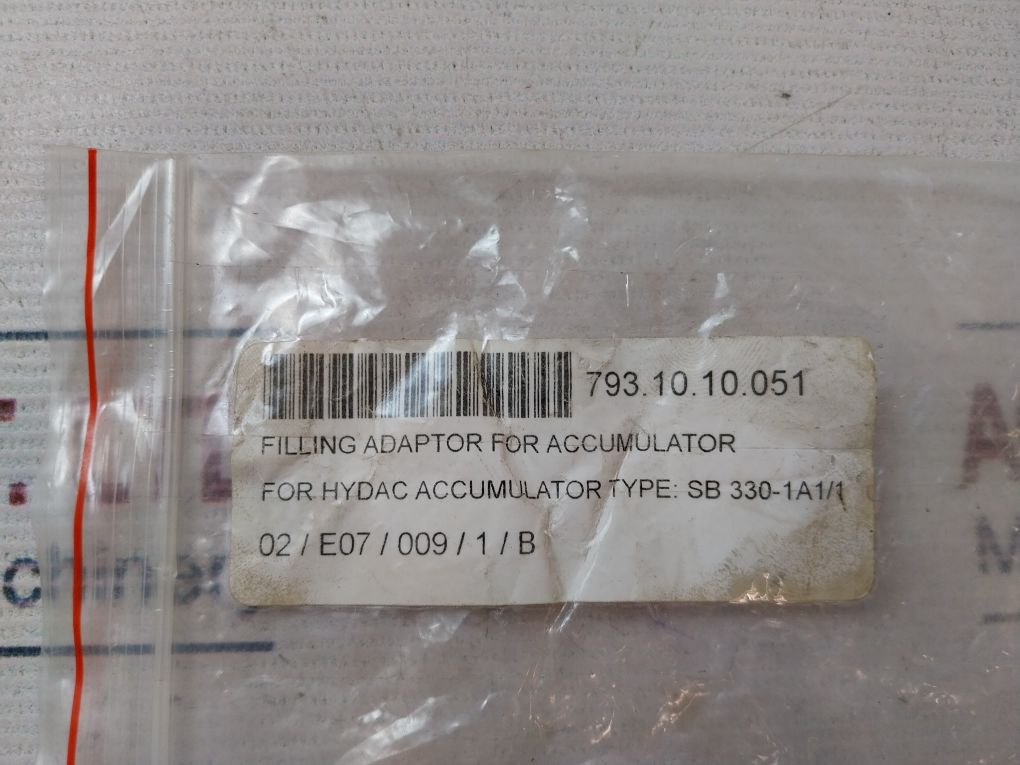 793.10.10.051
FILLING ADAPTOR FOR ACCUMULATOR
FOR HYDAC ACCUMULATOR TYPE: SB 330-1A1/1
02 / E07 / 009 / 1 / B